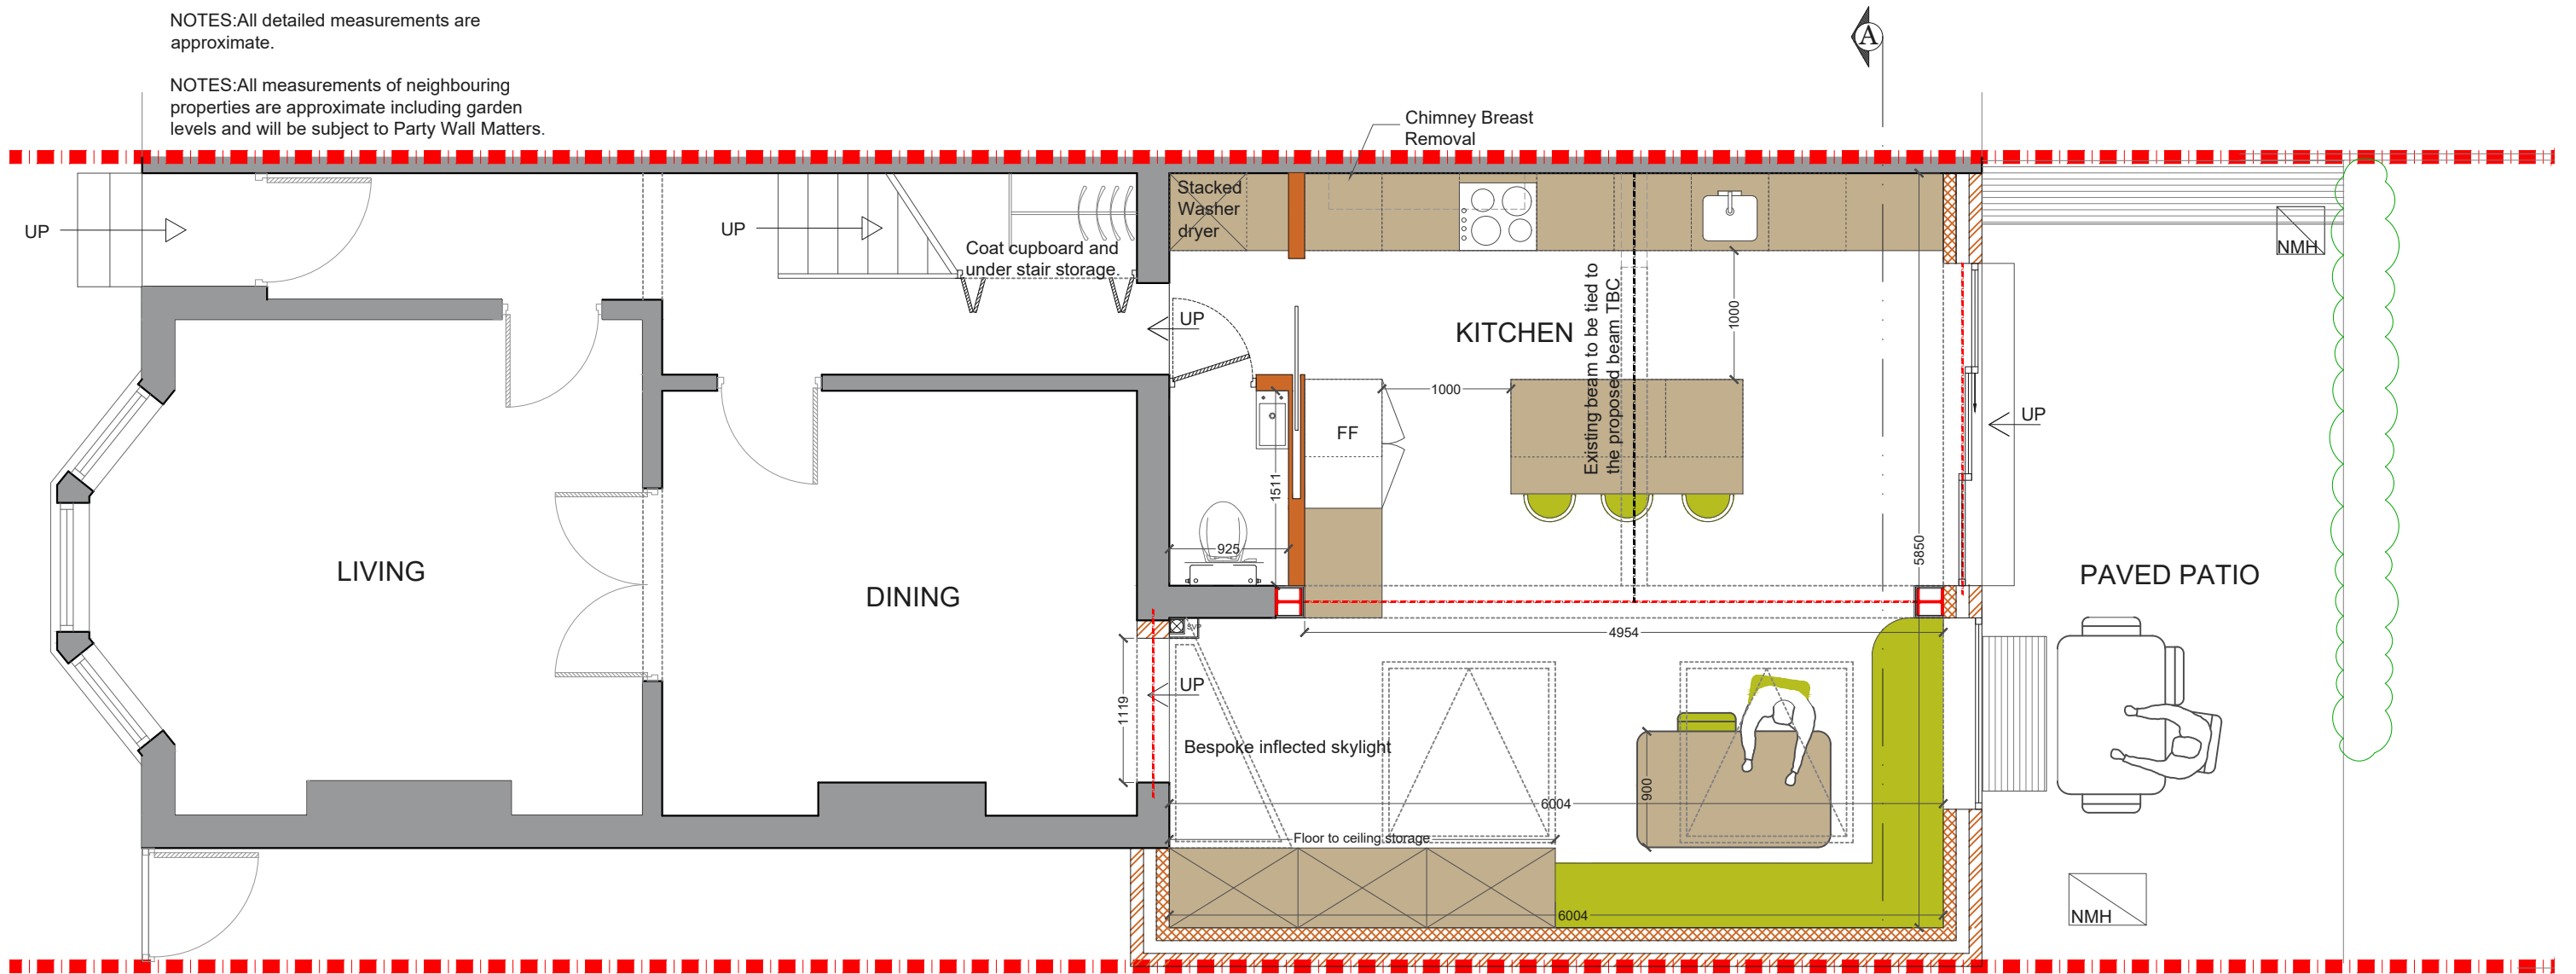 NOTES:All detailed measurements are
approximate.
NOTES:All measurements of neighbouring
properties are approximate including garden
levels and will be subject to Party Wall Matters.
A
Chimney Breast
Removal
UP
UP
Coat cupboard and
under stair storage.
Stacked
Washer
dryer
NMH
UP
KITCHEN
Existing beam to be tied to
the proposed beam TBC
1000
1000
FF
UP
1511
925
5850
LIVING
DINING
PAVED PATIO
SVP
4954
UP
1119
Bespoke inflected skylight
900
6004
Floor to ceiling storage
6004
NMH